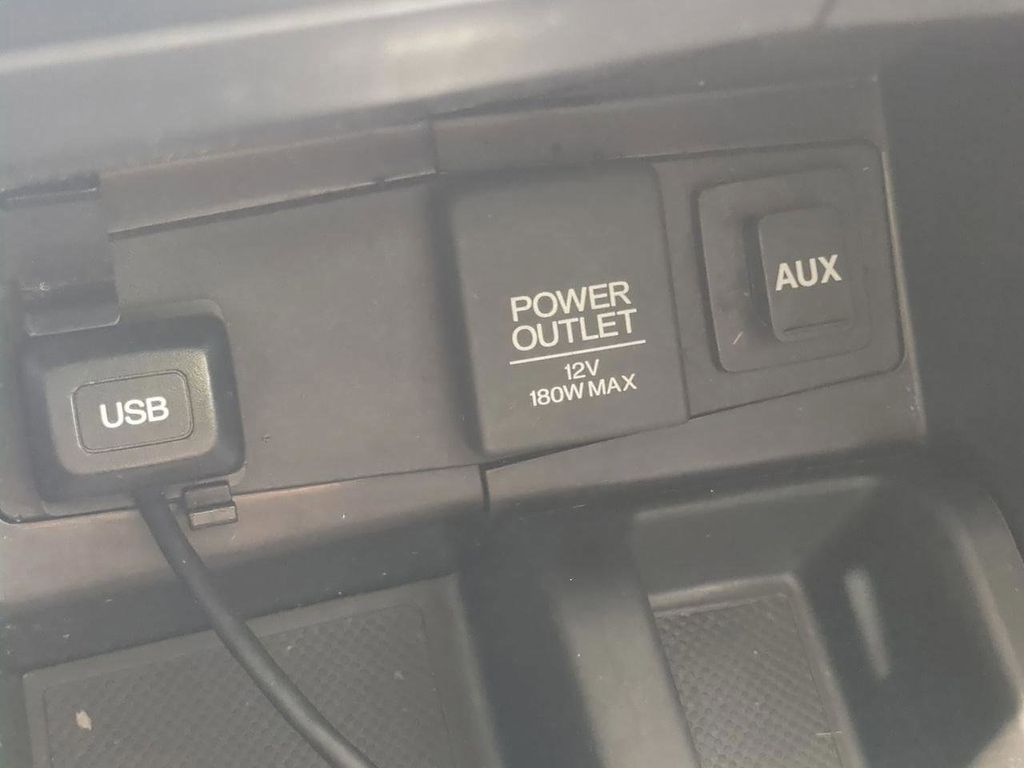 USB
POWER
OUTLET
12V
180W MAX
AUX